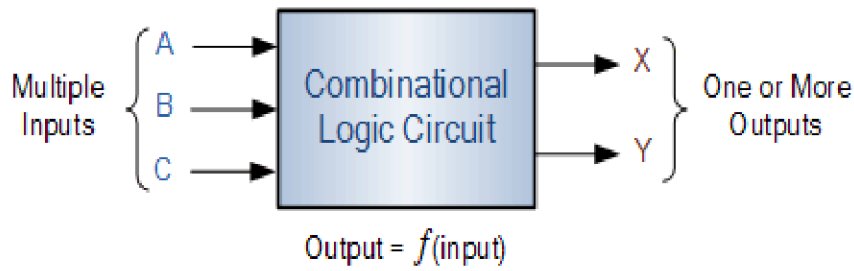 Multiple
Inputs
A
B
C
Combinational
Logic Circuit
X
Y
One or More
Outputs
Output = f(input)